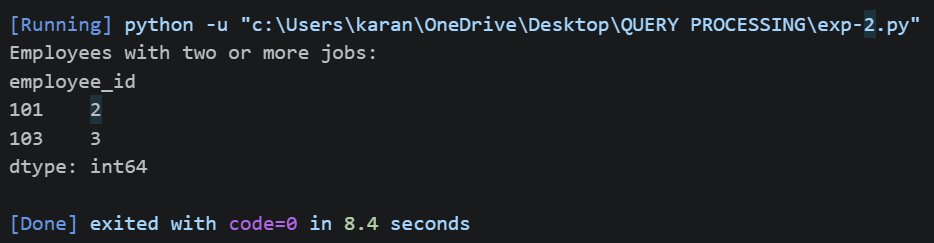 [Running] python -u "c:\Users\karan\OneDrive\Desktop\QUERY PROCESSING\exp-2.py"
Employees with two or more jobs:
employee_id
101    2
103    3
dtype: int64
[Done] exited with code=0 in 8.4 seconds